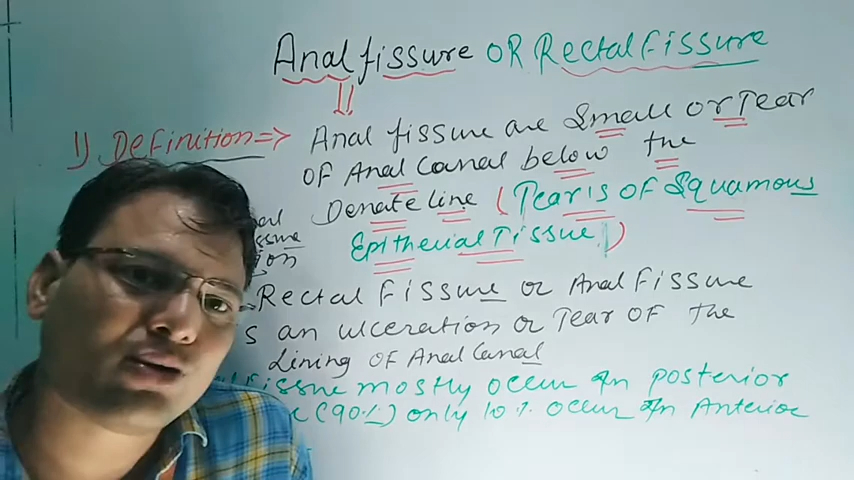 Anal fissure OR Rectal Fissure
1) Definition => Anal fissure are Small or Tear
OF Anal Canal below the
Denate Line (Tear is OF Squamous
Epithelial Tissue)
Rectal Fissure or Anal Fissure
an ulceration or Tear OF the
Lining OF Anal Canal
mostly occur In posterior
(90%) only 10% occur In Anterior